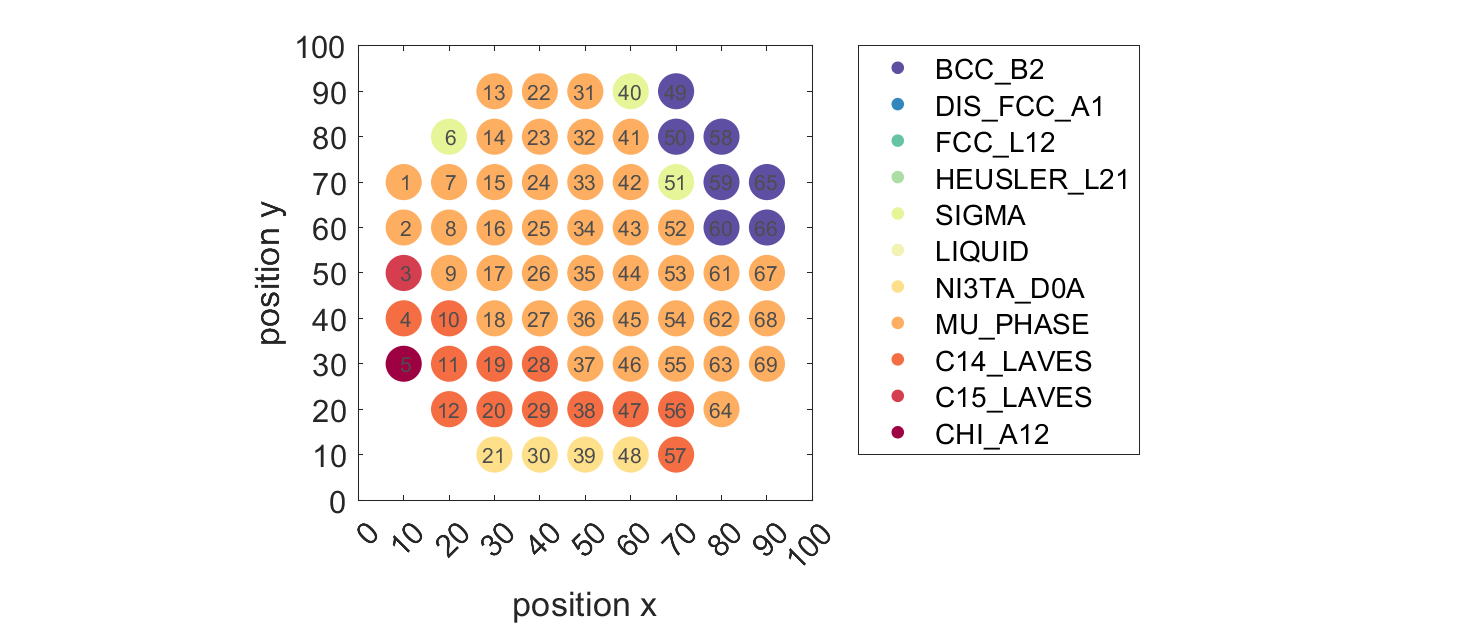 100
90
80
70
60
50
40
30
20
10
0
position y
13 22 31 40 49
6 14 23 32 41 50 58
1 7 15 24 33 42 51 59 65
2 8 16 25 34 43 52 60 66
3 9 17 26 35 44 53 61 67
4 10 18 27 36 45 54 62 68
5 11 19 28 37 46 55 63 69
12 20 29 38 47 56 64
21 30 39 48 57
0 10 20 30 40 50 60 70 80 90 100
position x
BCC_B2
DIS_FCC_A1
FCC_L12
HEUSLER_L21
SIGMA
LIQUID
NI3TA_D0A
MU_PHASE
C14_LAVES
C15_LAVES
CHI_A12